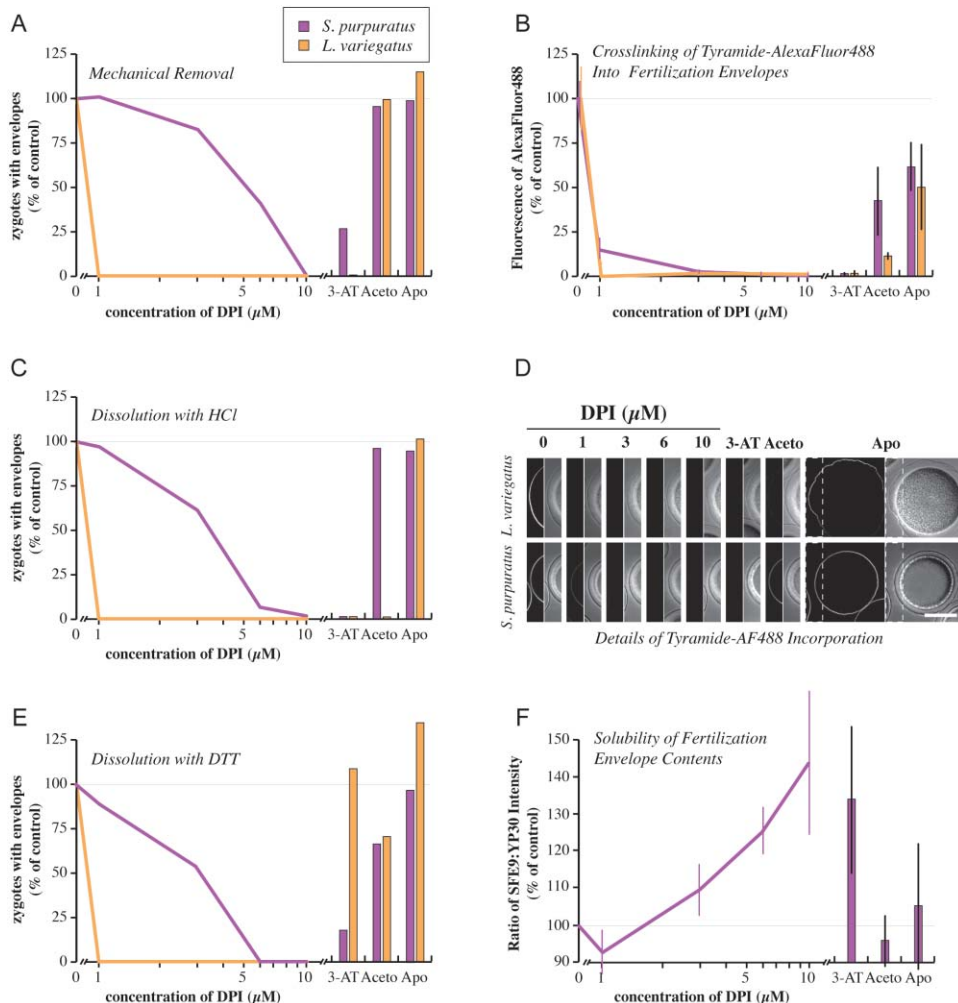 A
S. purpuratus
L. variegatus
Mechanical Removal
zygotes with envelopes
(% of control)
125
100
75
50
25
0
0
1
5
10
3-AT Aceto Apo
concentration of DPI (µM)
B
Crosslinking of Tyramide-AlexaFluor488
Into Fertilization Envelopes
Fluorescence of AlexaFluor488
(% of control)
125
100
75
50
25
0
0
1
5
10
3-AT Aceto Apo
concentration of DPI (µM)
C
Dissolution with HCl
zygotes with envelopes
(% of control)
125
100
75
50
25
0
0
1
5
10
3-AT Aceto Apo
concentration of DPI (µM)
D
DPI (µM)
0 1 3 6 10 3-AT Aceto Apo
L. variegatus
S. purpuratus
Details of Tyramide-AF488 Incorporation
E
Dissolution with DTT
zygotes with envelopes
(% of control)
125
100
75
50
25
0
0
1
5
10
3-AT Aceto Apo
concentration of DPI (µM)
F
Solubility of Fertilization
Envelope Contents
Ratio of SFE9:YP30 Intensity
(% of control)
150
140
130
120
110
100
90
0
1
5
10
3-AT Aceto Apo
concentration of DPI (µM)